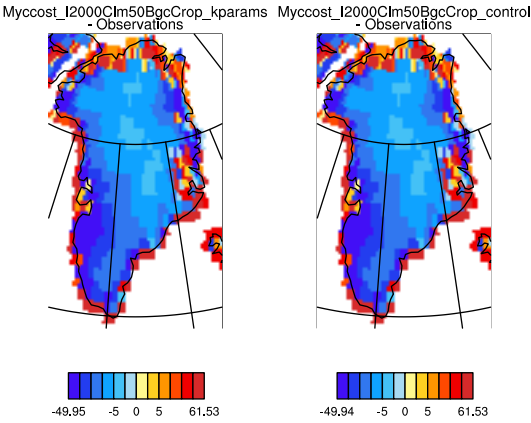 Myccost_I2000Clm50BgcCrop_kparams
- Observations
Myccost_I2000Clm50BgcCrop_control
- Observations
-49.95 -5 0 5 61.53
-49.94 -5 0 5 61.53